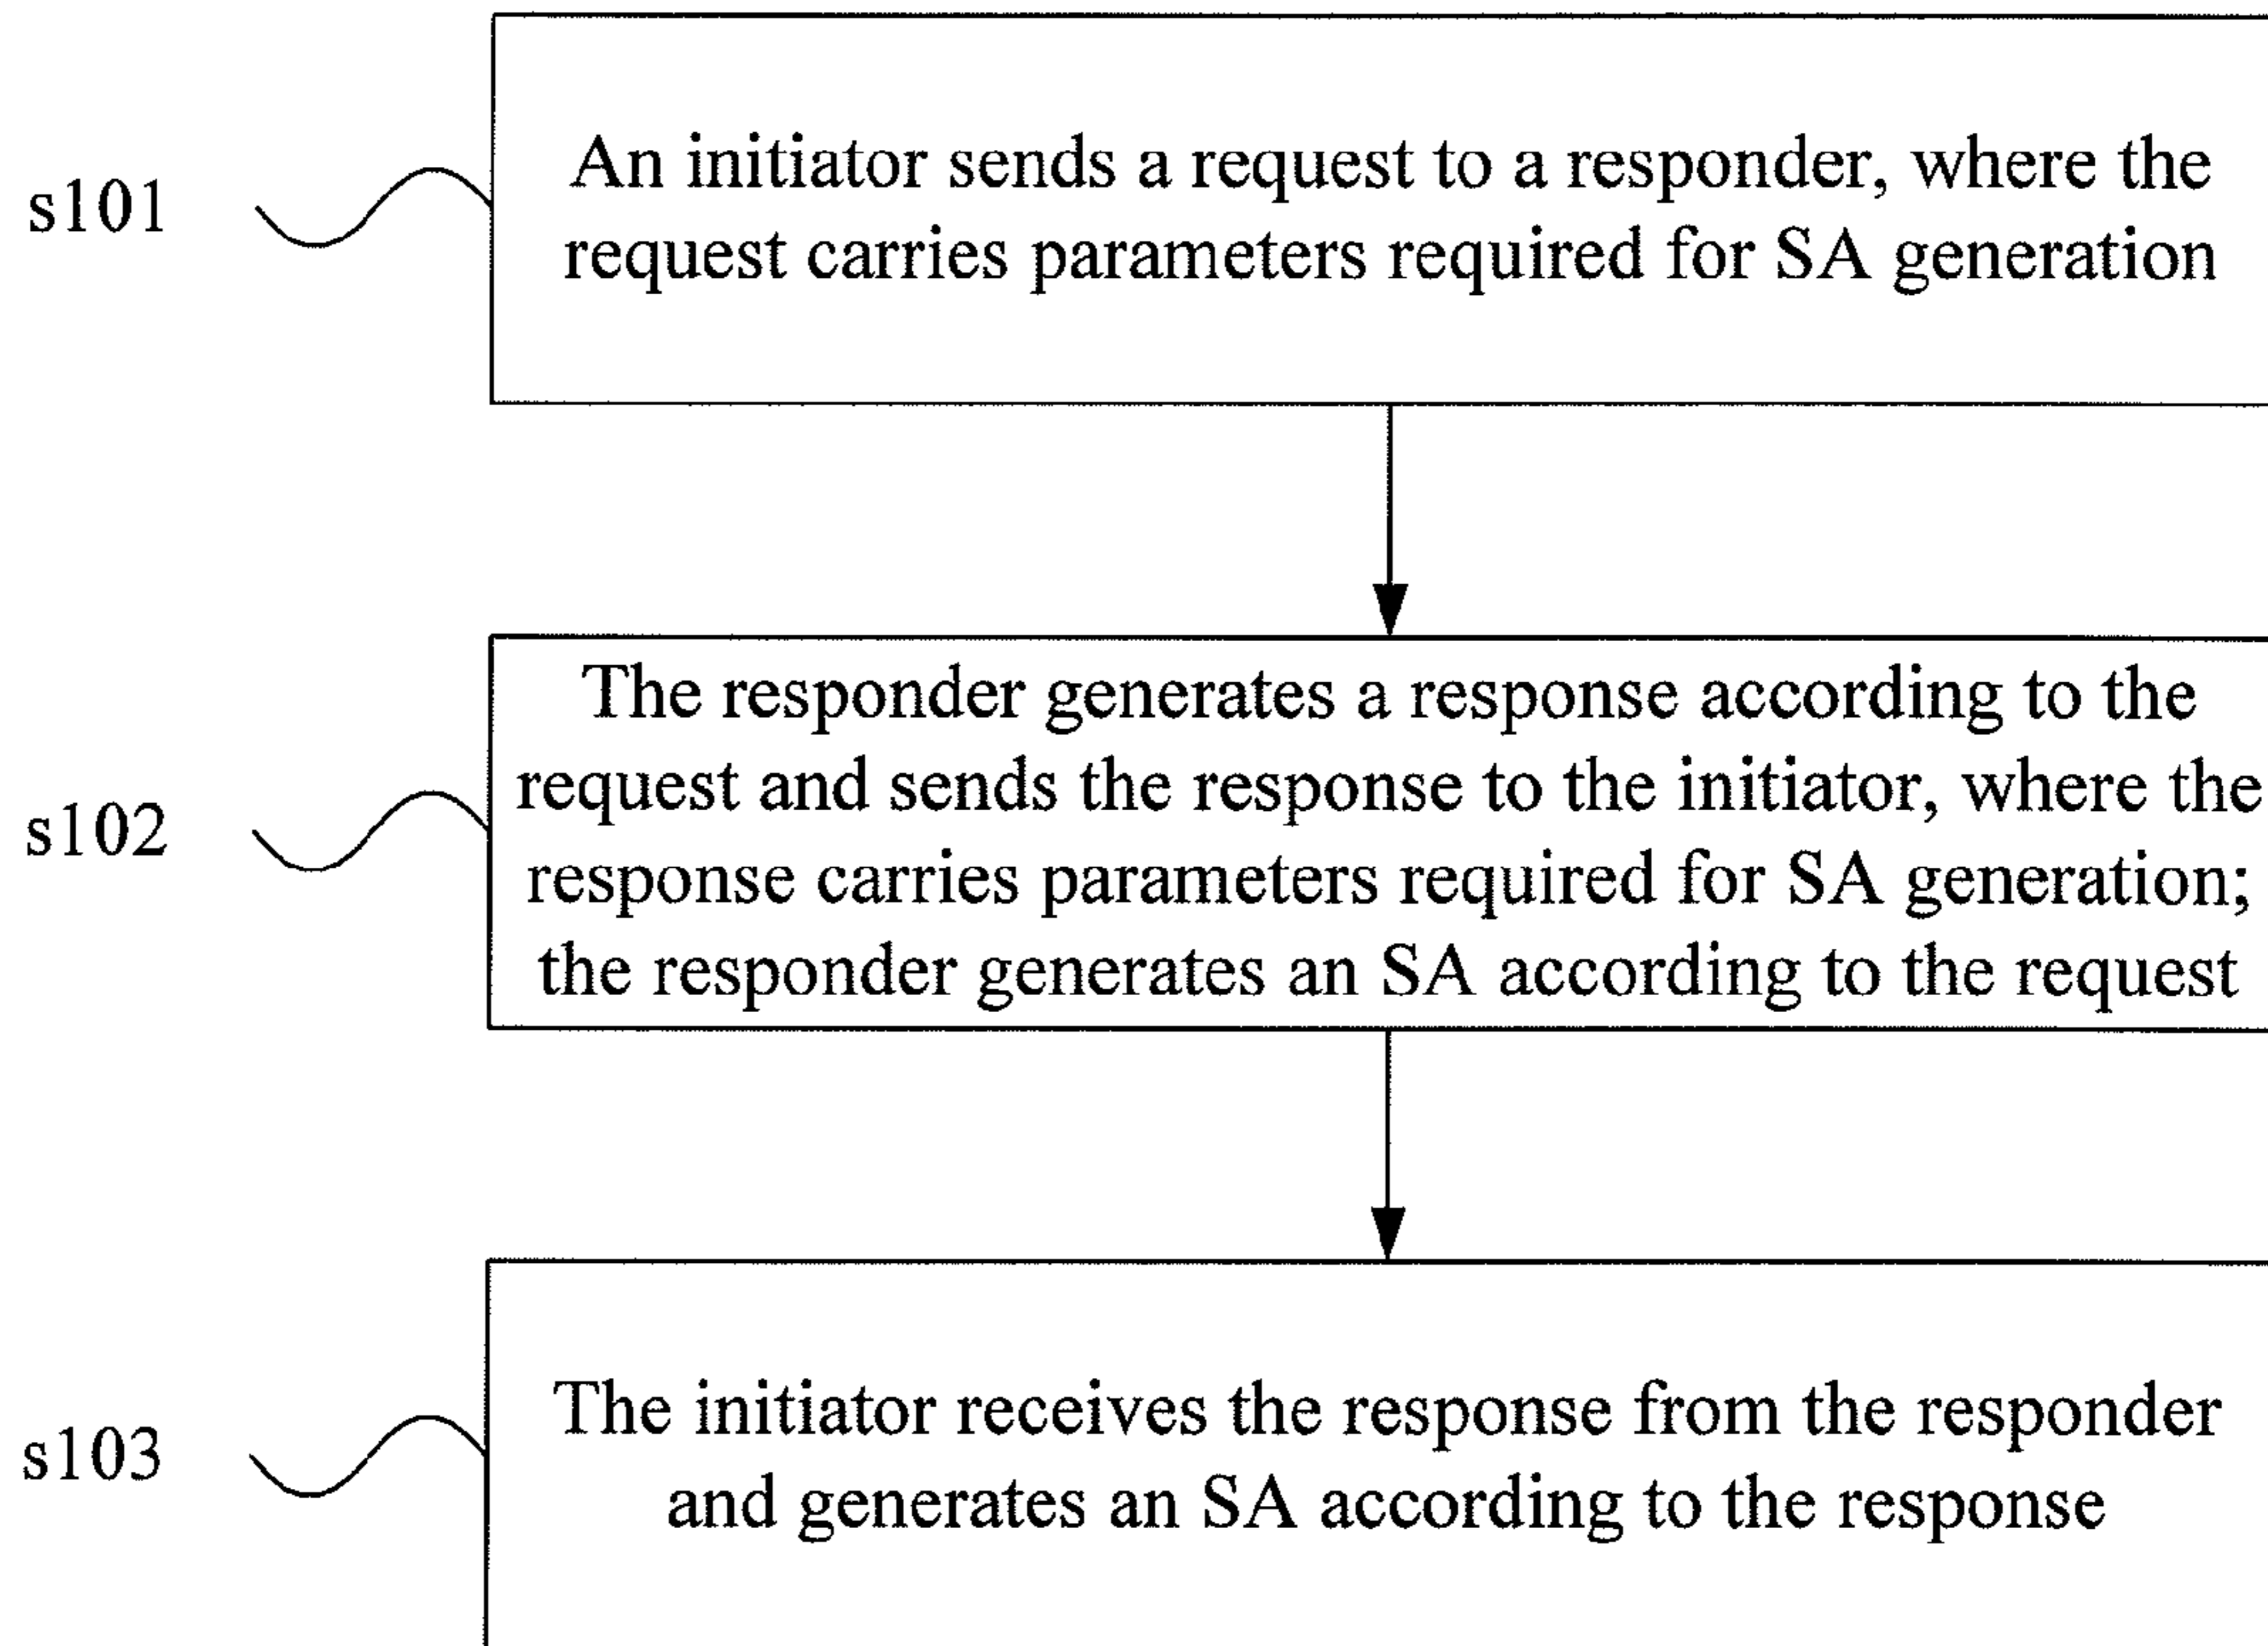 s101
An initiator sends a request to a responder, where the
request carries parameters required for SA generation
s102
The responder generates a response according to the
request and sends the response to the initiator, where the
response carries parameters required for SA generation;
the responder generates an SA according to the request
s103
The initiator receives the response from the responder
and generates an SA according to the response